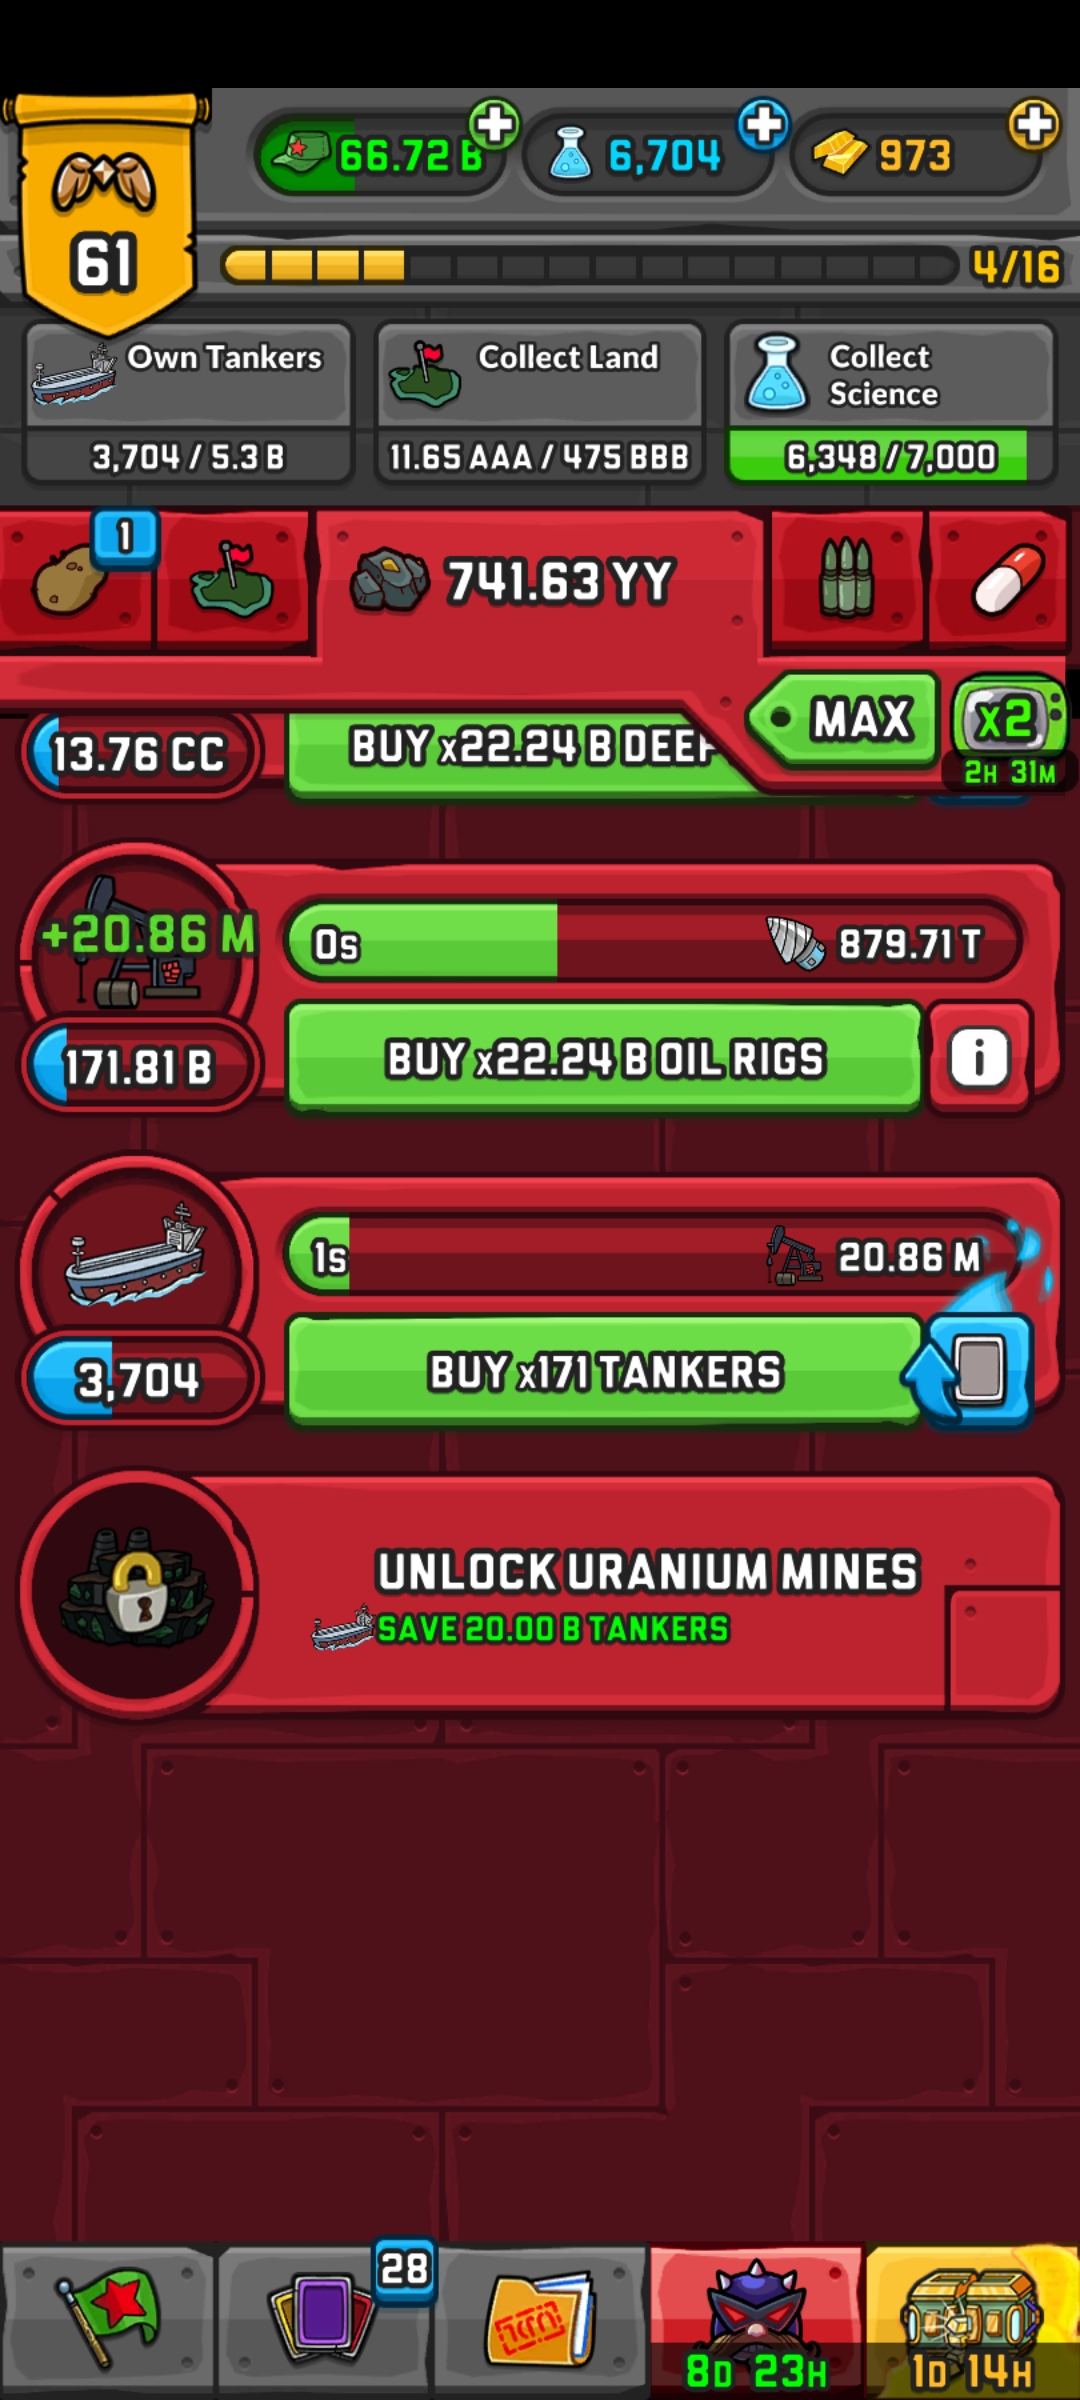 66.72 B
6,704
973
61
4/16
Own Tankers
3,704 / 5.3 B
Collect Land
11.65 AAA / 475 BBB
Collect
Science
6,348 / 7,000
1
741.63 YY
MAX
x2
2H 31M
13.76 CC
BUY x22.24 B DEEP
+20.86 M
0s
879.71 T
171.81 B
BUY x22.24 B OIL RIGS
i
1s
20.86 M
3,704
BUY x171 TANKERS
UNLOCK URANIUM MINES
SAVE 20.00 B TANKERS
28
8D 23H
1D 14H